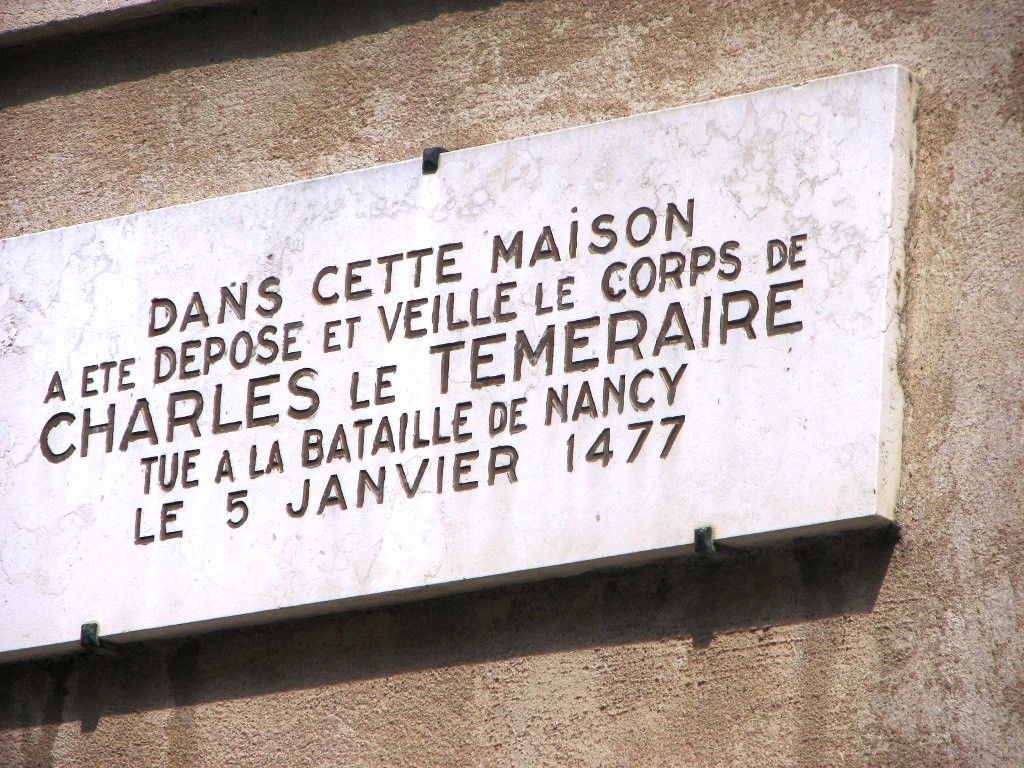 DANS CETTE MAiSON
A ETE DEPOSE ET VEILLE LE CORPS DE
CHARLES LE TEMERAIRE
TUE A LA BATAILLE DE NANCY
LE 5 JANVIER 1477